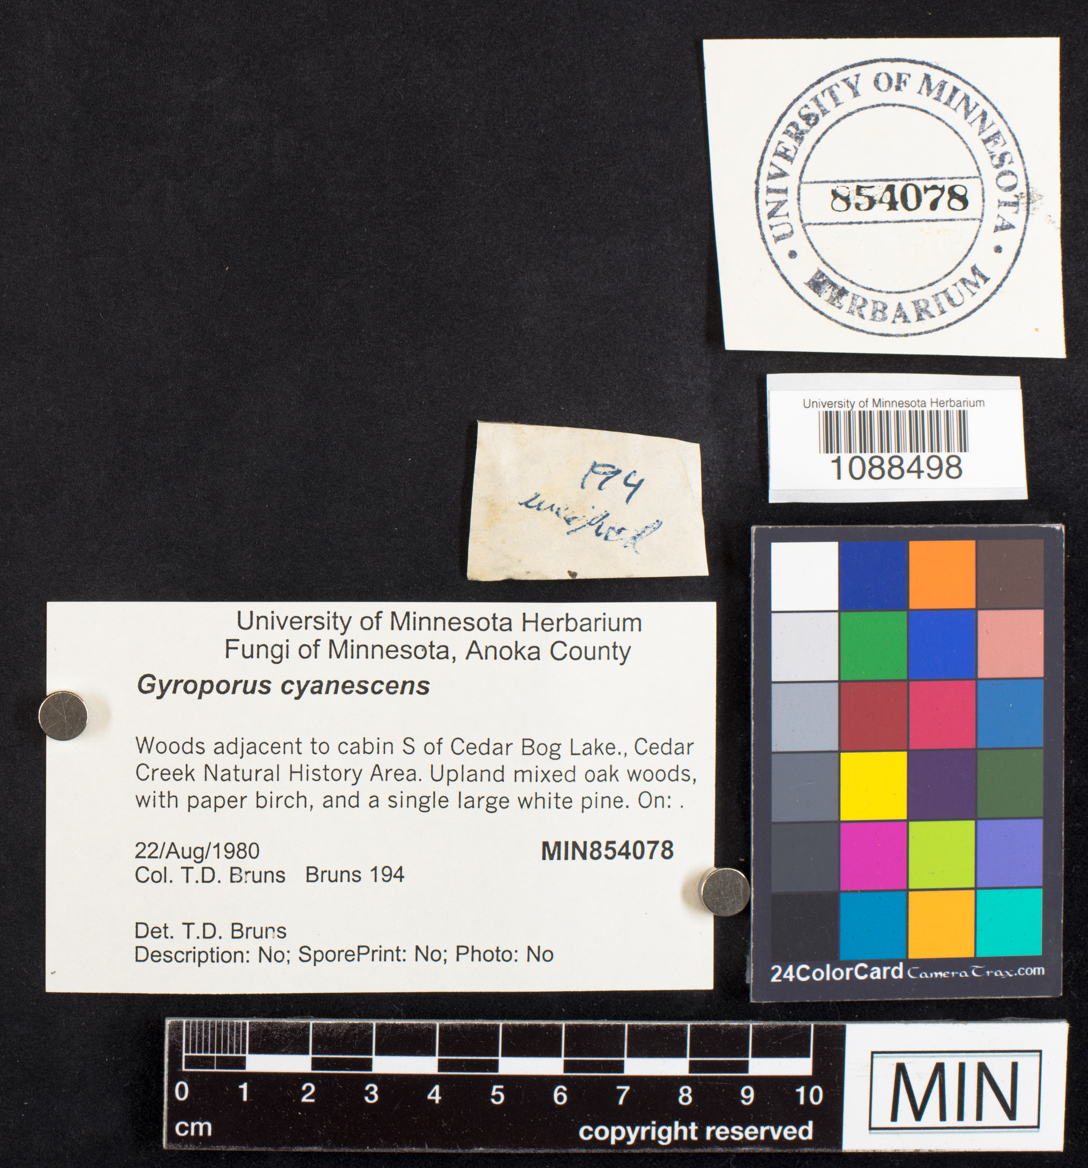 UNIVERSITY OF MINNESOTA
854078
• HERBARIUM •
University of Minnesota Herbarium
1088498
194
University of Minnesota Herbarium
Fungi of Minnesota, Anoka County
Gyroporus cyanescens
Woods adjacent to cabin S of Cedar Bog Lake., Cedar
Creek Natural History Area. Upland mixed oak woods,
with paper birch, and a single large white pine. On: .
22/Aug/1980
MIN854078
Col. T.D. Bruns Bruns 194
Det. T.D. Bruns
Description: No; SporePrint: No; Photo: No
24ColorCard CameraTrax.com
0 1 2 3 4 5 6 7 8 9 10
cm
copyright reserved
MIN